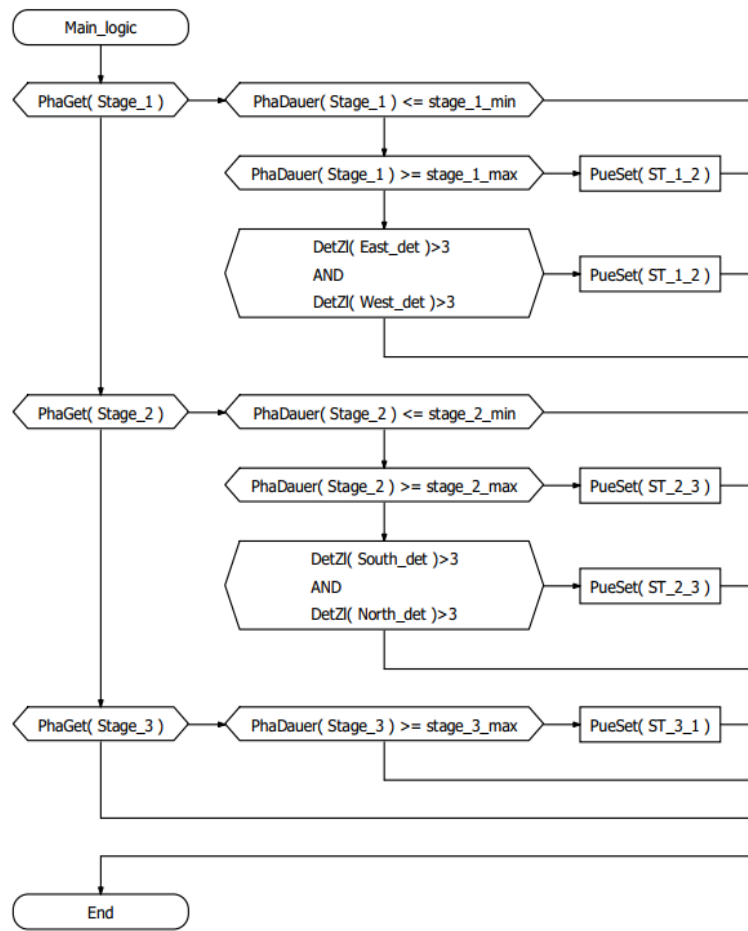 Main_logic
PhaGet( Stage_1 )
PhaDauer( Stage_1 ) <= stage_1_min
PhaDauer( Stage_1 ) >= stage_1_max
PueSet( ST_1_2 )
DetZl( East_det )>3
AND
DetZl( West_det )>3
PueSet( ST_1_2 )
PhaGet( Stage_2 )
PhaDauer( Stage_2 ) <= stage_2_min
PhaDauer( Stage_2 ) >= stage_2_max
PueSet( ST_2_3 )
DetZl( South_det )>3
AND
DetZl( North_det )>3
PueSet( ST_2_3 )
PhaGet( Stage_3 )
PhaDauer( Stage_3 ) >= stage_3_max
PueSet( ST_3_1 )
End